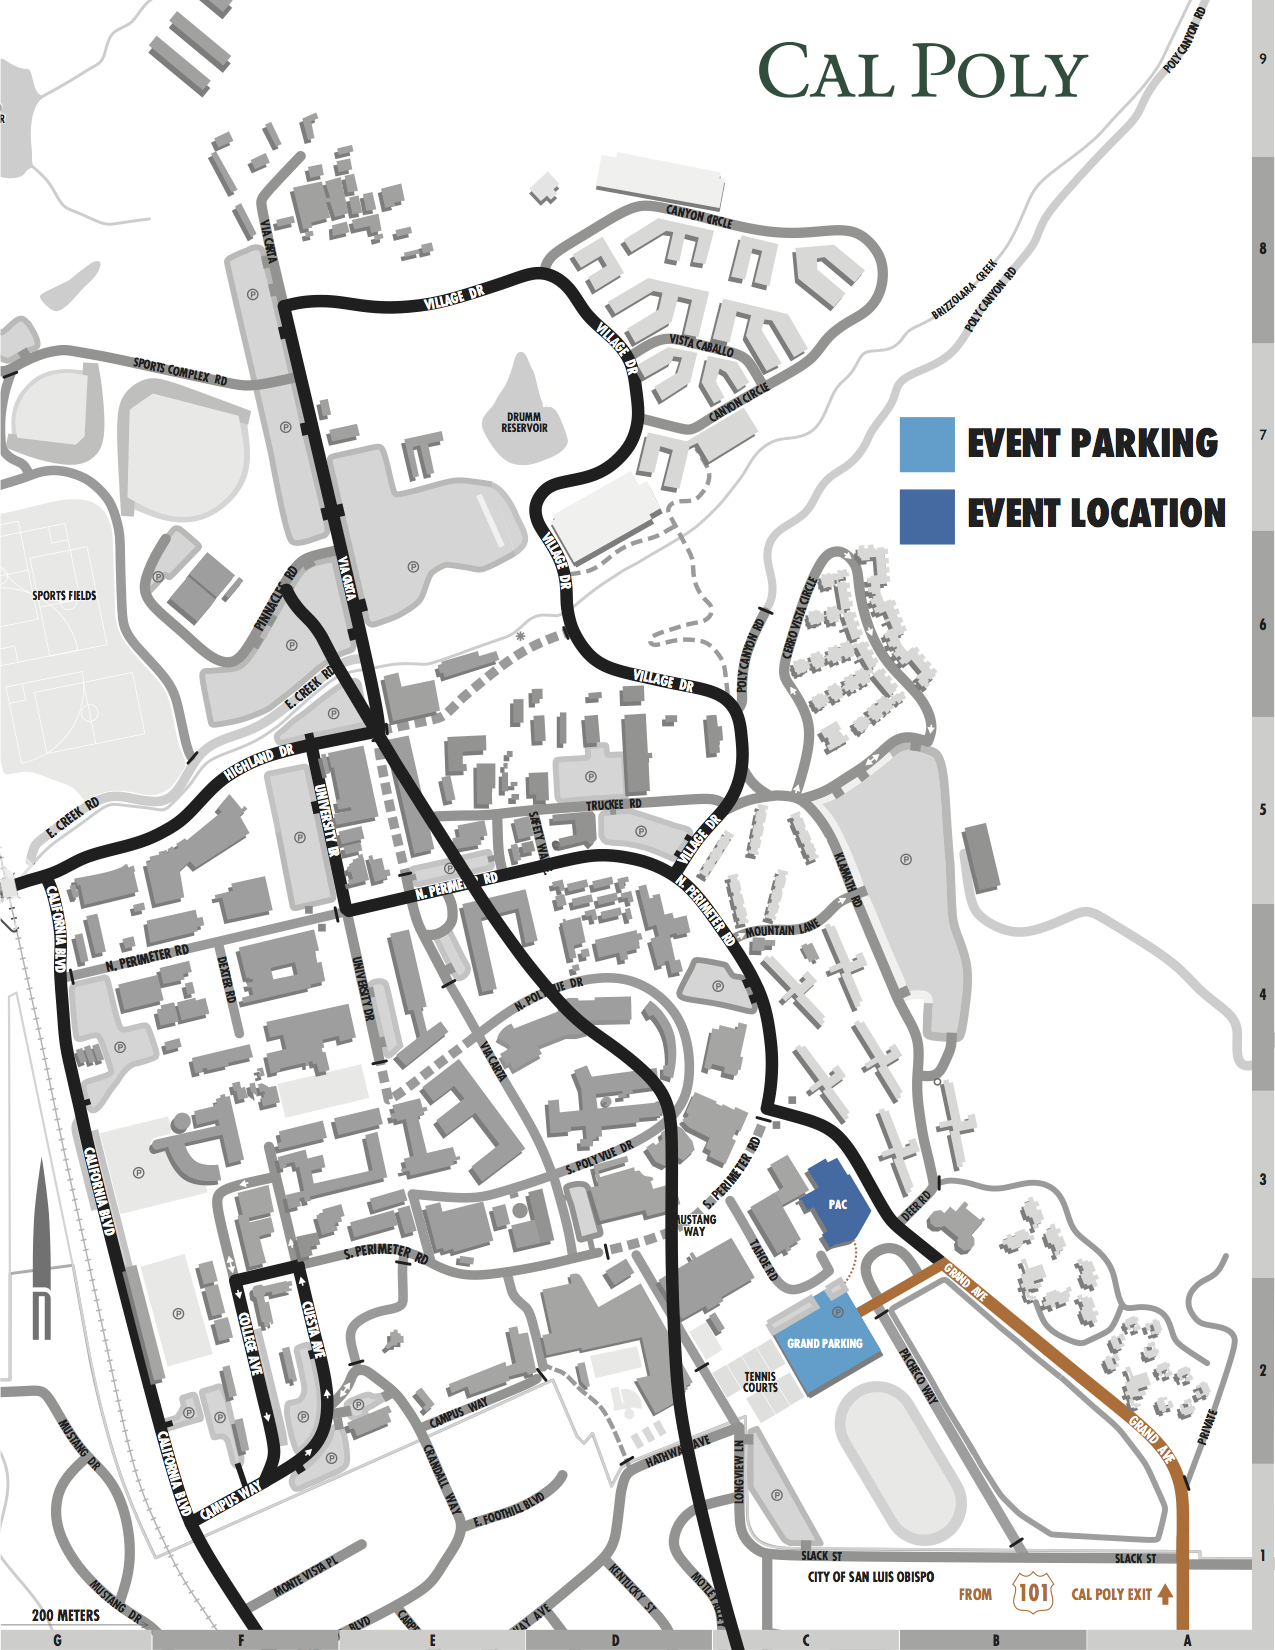 CAL POLY
POLY CANYON RD
9
R
CANYON CIRCLE
VIA CARTA
8
BRIZZOLARA CREEK
POLY CANYON RD
P
VILLAGE DR
VILLAGE DR
VISTA CABALLO
SPORTS COMPLEX RD
CANYON CIRCLE
DRUMM
RESERVOIR
P
7
EVENT PARKING
EVENT LOCATION
VILLAGE DR
VIA CARTA
P
P
SPORTS FIELDS
PINNACLES RD
CERRO VISTA CIRCLE
POLY CANYON RD
6
P
E. CREEK RD
VILLAGE DR
P
HIGHLAND DR
P
UNIVERSITY DR
TRUCKEE RD
E. CREEK RD
5
P
P
VILLAGE DR
P
P
KLAMATH RD
N. PERIMETER RD
CALIFORNIA BLVD
N. PERIMETER RD
MOUNTAIN LANE
N. PERIMETER RD
DEXTER RD
UNIVERSITY DR
N. POLY VUE DR
P
4
P
VIA CARTA
CALIFORNIA BLVD
P
S. POLY VUE DR
S. PERIMETER RD
3
PAC
DEER RD
MUSTANG
WAY
S. PERIMETER RD
TAHOE RD
GRAND AVE
P
P
COLLEGE AVE
CUESTA AVE
GRAND PARKING
PACHECO WAY
2
TENNIS
COURTS
P
P
P
P
CAMPUS WAY
GRAND AVE
PRIVATE
MUSTANG DR
P
HATHWAY AVE
CALIFORNIA BLVD
CRANDALL WAY
LONGVIEW LN
P
CAMPUS WAY
E. FOOTHILL BLVD
SLACK ST
SLACK ST
1
MONTE VISTA PL
KENTUCKY ST
CITY OF SAN LUIS OBISPO
FROM
101
CAL POLY EXIT
MUSTANG DR
200 METERS
BLVD
WAY AVE
G
F
E
D
C
B
A